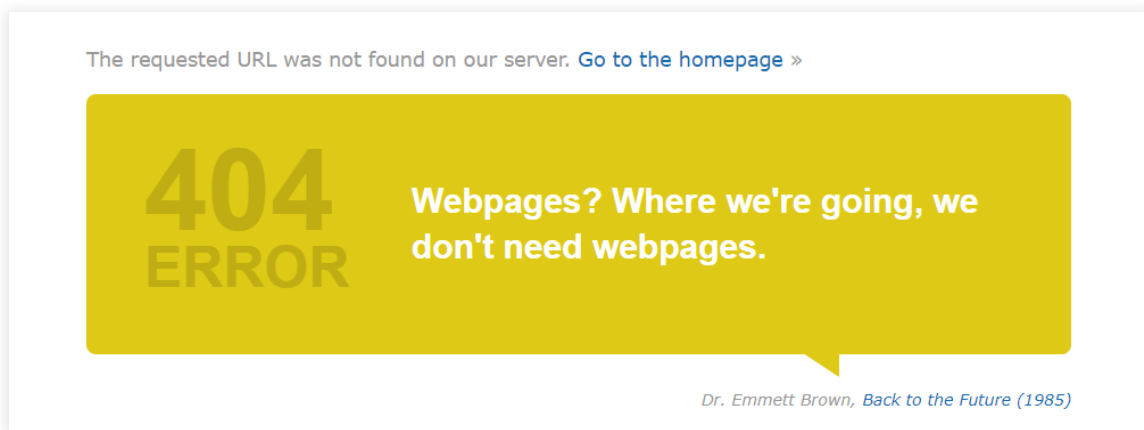 The requested URL was not found on our server. Go to the homepage »
404
ERROR
Webpages? Where we're going, we
don't need webpages.
Dr. Emmett Brown, Back to the Future (1985)